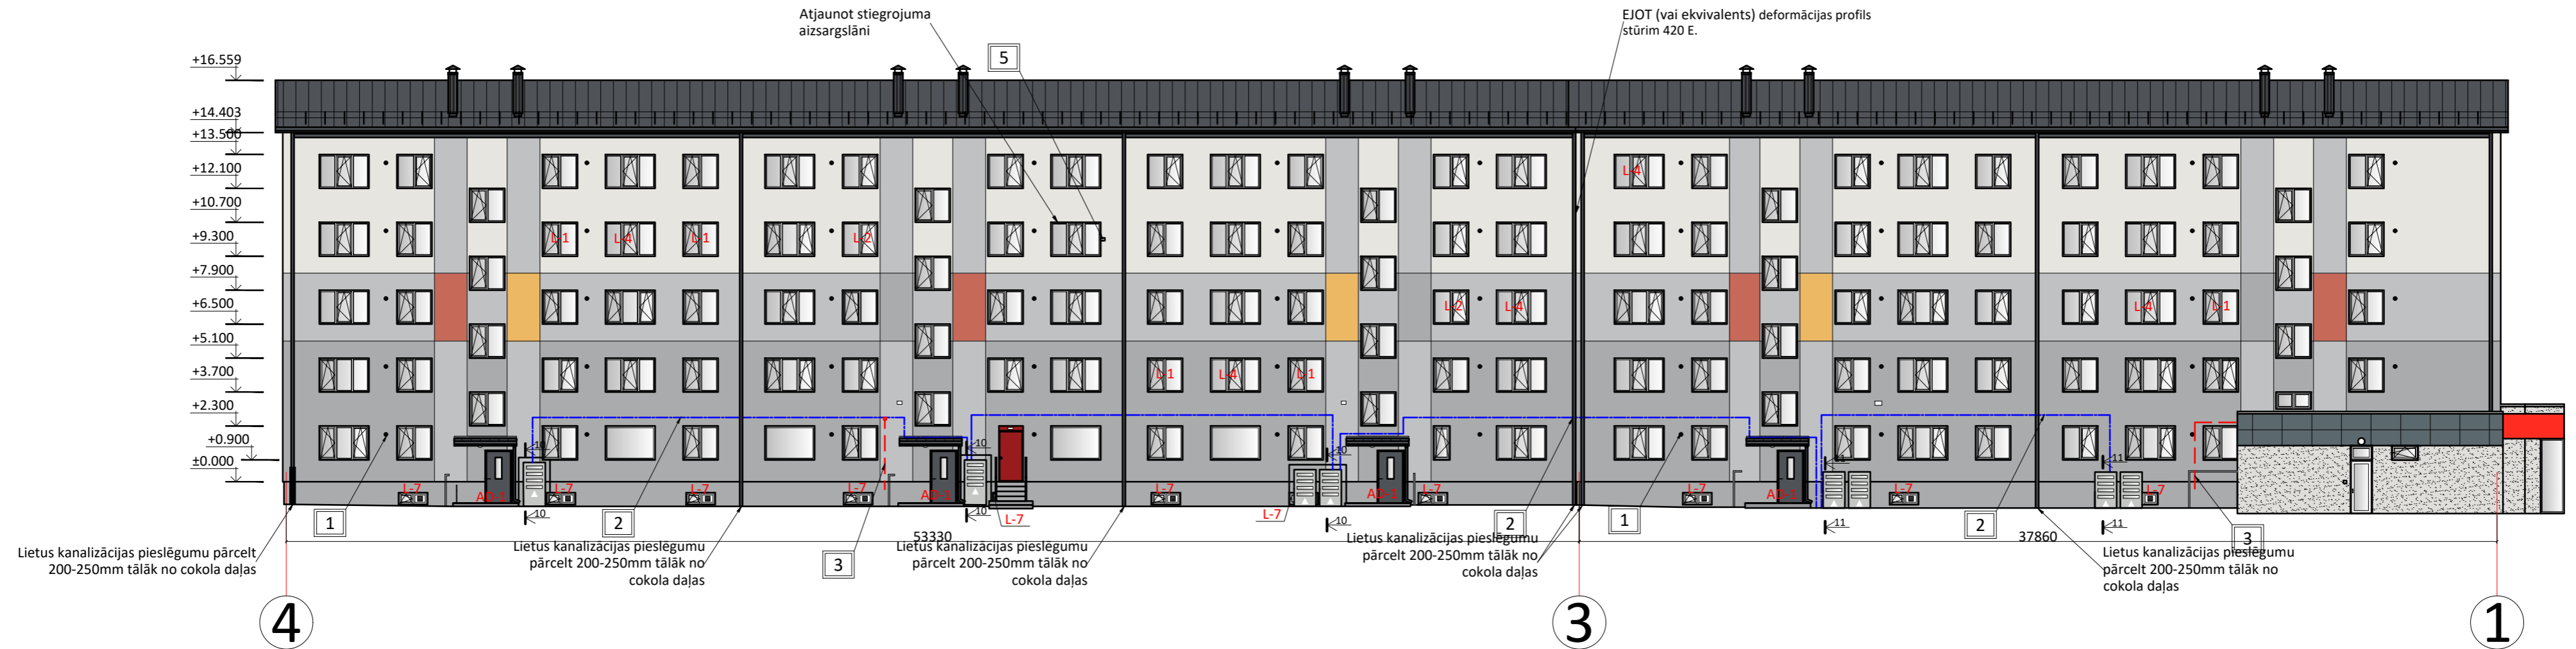 Atjaunot stiegrojuma
aizsargslāni
5
EJOT (vai ekvivalents) deformācijas profils
stūrim 420 E.
+16.559
+14.403
+13.500
+12.100
+10.700
+9.300
+7.900
+6.500
+5.100
+3.700
+2.300
+0.900
±0.000
L-4
L-1
L-4
L-1
L-2
L-2
L-4
L-4
L-1
L-1
L-4
L-1
10
10
10
11
11
L-7
AD-1
L-7
L-7
L-7
AD-1
L-7
AD-1
L-7
L-7
AD-1
L-7
L-7
10
10
L-7
L-7
10
11
11
1
2
3
2
1
2
3
53330
37860
Lietus kanalizācijas pieslēgumu pārcelt
200-250mm tālāk no cokola daļas
Lietus kanalizācijas pieslēgumu
pārcelt 200-250mm tālāk no
cokola daļas
Lietus kanalizācijas pieslēgumu
pārcelt 200-250mm tālāk no
cokola daļas
Lietus kanalizācijas pieslēgumu
pārcelt 200-250mm tālāk no
cokola daļas
Lietus kanalizācijas pieslēgumu
pārcelt 200-250mm tālāk no
cokola daļas
4
3
1